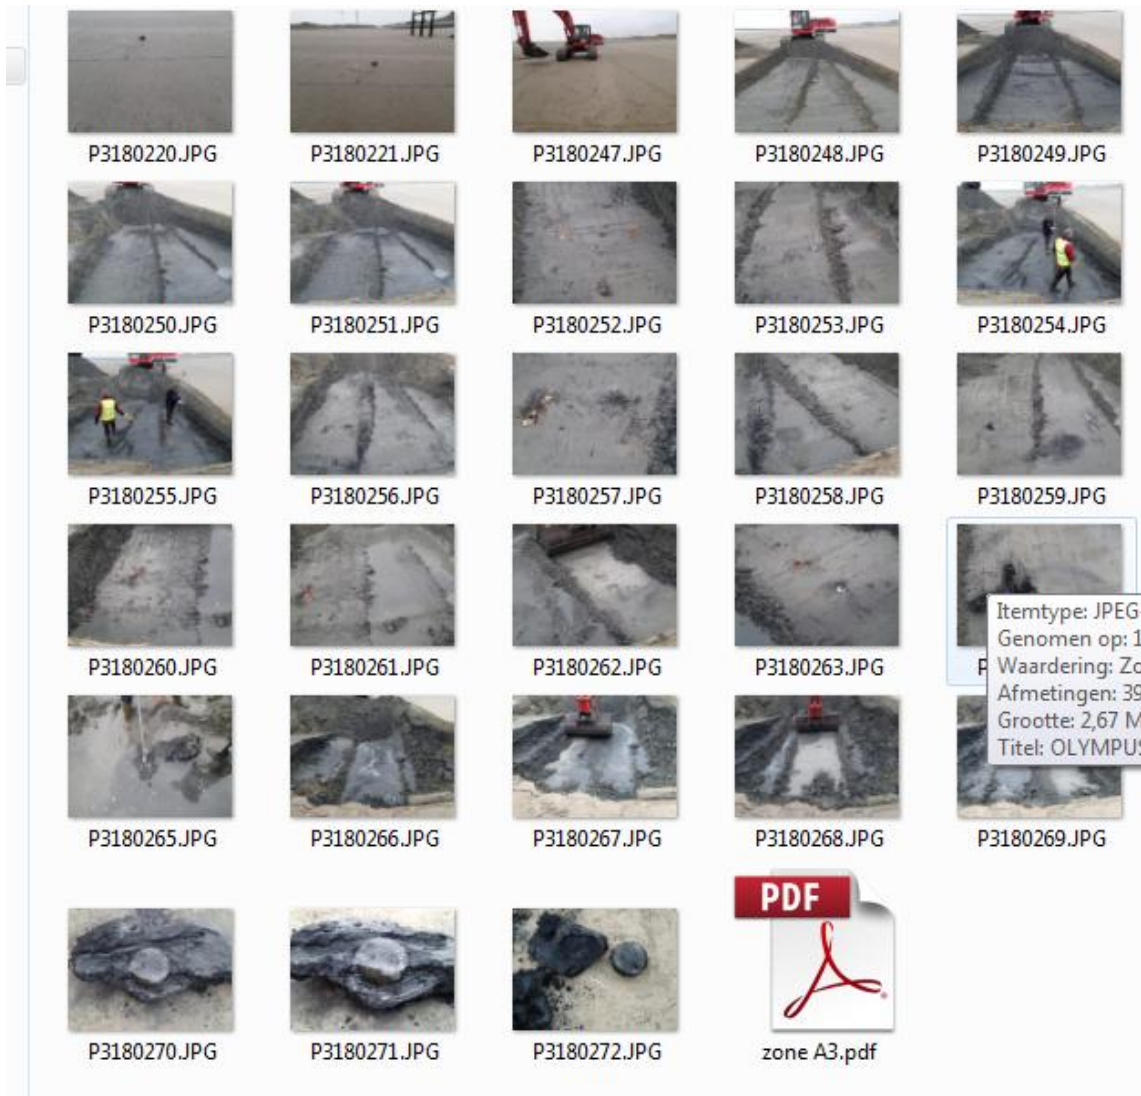 P3180220.JPG P3180221.JPG P3180247.JPG P3180248.JPG P3180249.JPG
P3180250.JPG P3180251.JPG P3180252.JPG P3180253.JPG P3180254.JPG
P3180255.JPG P3180256.JPG P3180257.JPG P3180258.JPG P3180259.JPG
P3180260.JPG P3180261.JPG P3180262.JPG P3180263.JPG P
Itemtype: JPEG
Genomen op: 1
Waardering: Zo
Afmetingen: 39
Grootte: 2,67 M
Titel: OLYMPUS
P3180265.JPG P3180266.JPG P3180267.JPG P3180268.JPG P3180269.JPG
PDF
P3180270.JPG P3180271.JPG P3180272.JPG zone A3.pdf